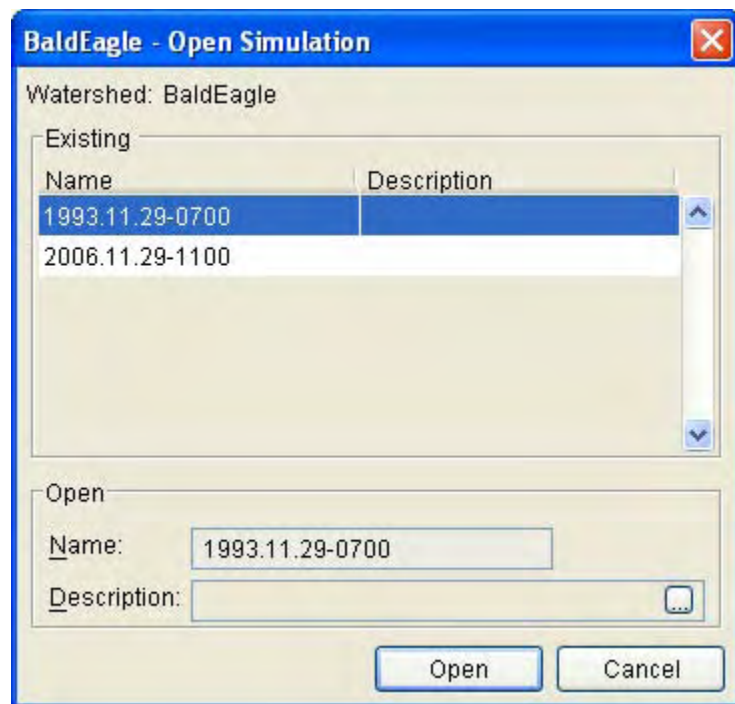 BaldEagle - Open Simulation
Watershed: BaldEagle
Existing
Name Description
1993.11.29-0700
2006.11.29-1100
Open
Name: 1993.11.29-0700
Description: ...
Open Cancel